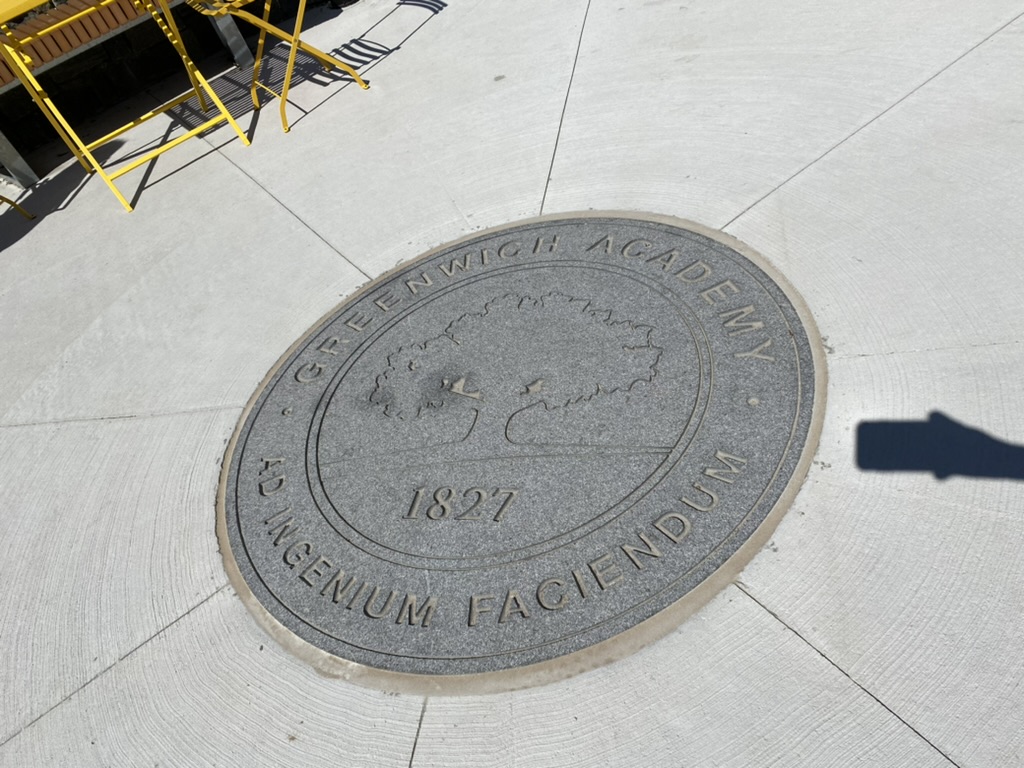 GREENWICH ACADEMY
1827
AD INGENIUM FACIENDUM